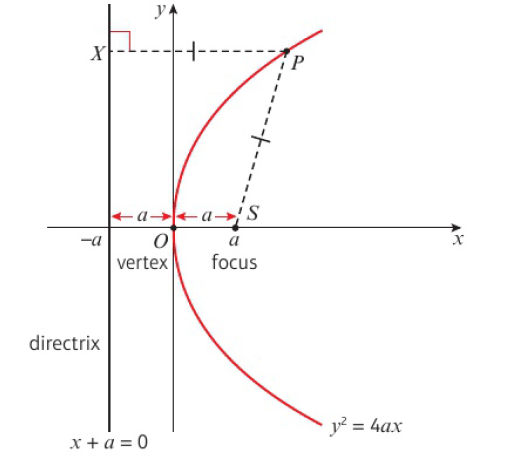 y
X
P
a
a
S
−a
O
a
x
vertex
focus
directrix
y² = 4ax
x + a = 0